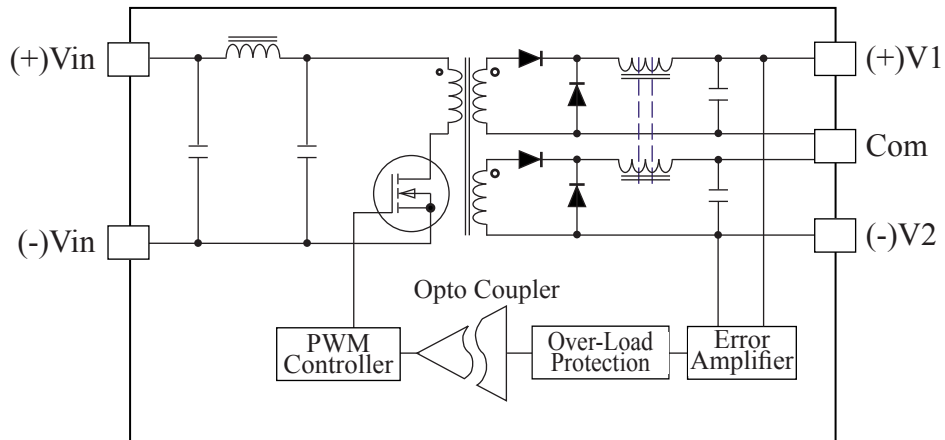 (+)Vin
(+)V1
Com
(-)Vin
(-)V2
Opto Coupler
PWM
Controller
Over-Load
Protection
Error
Amplifier